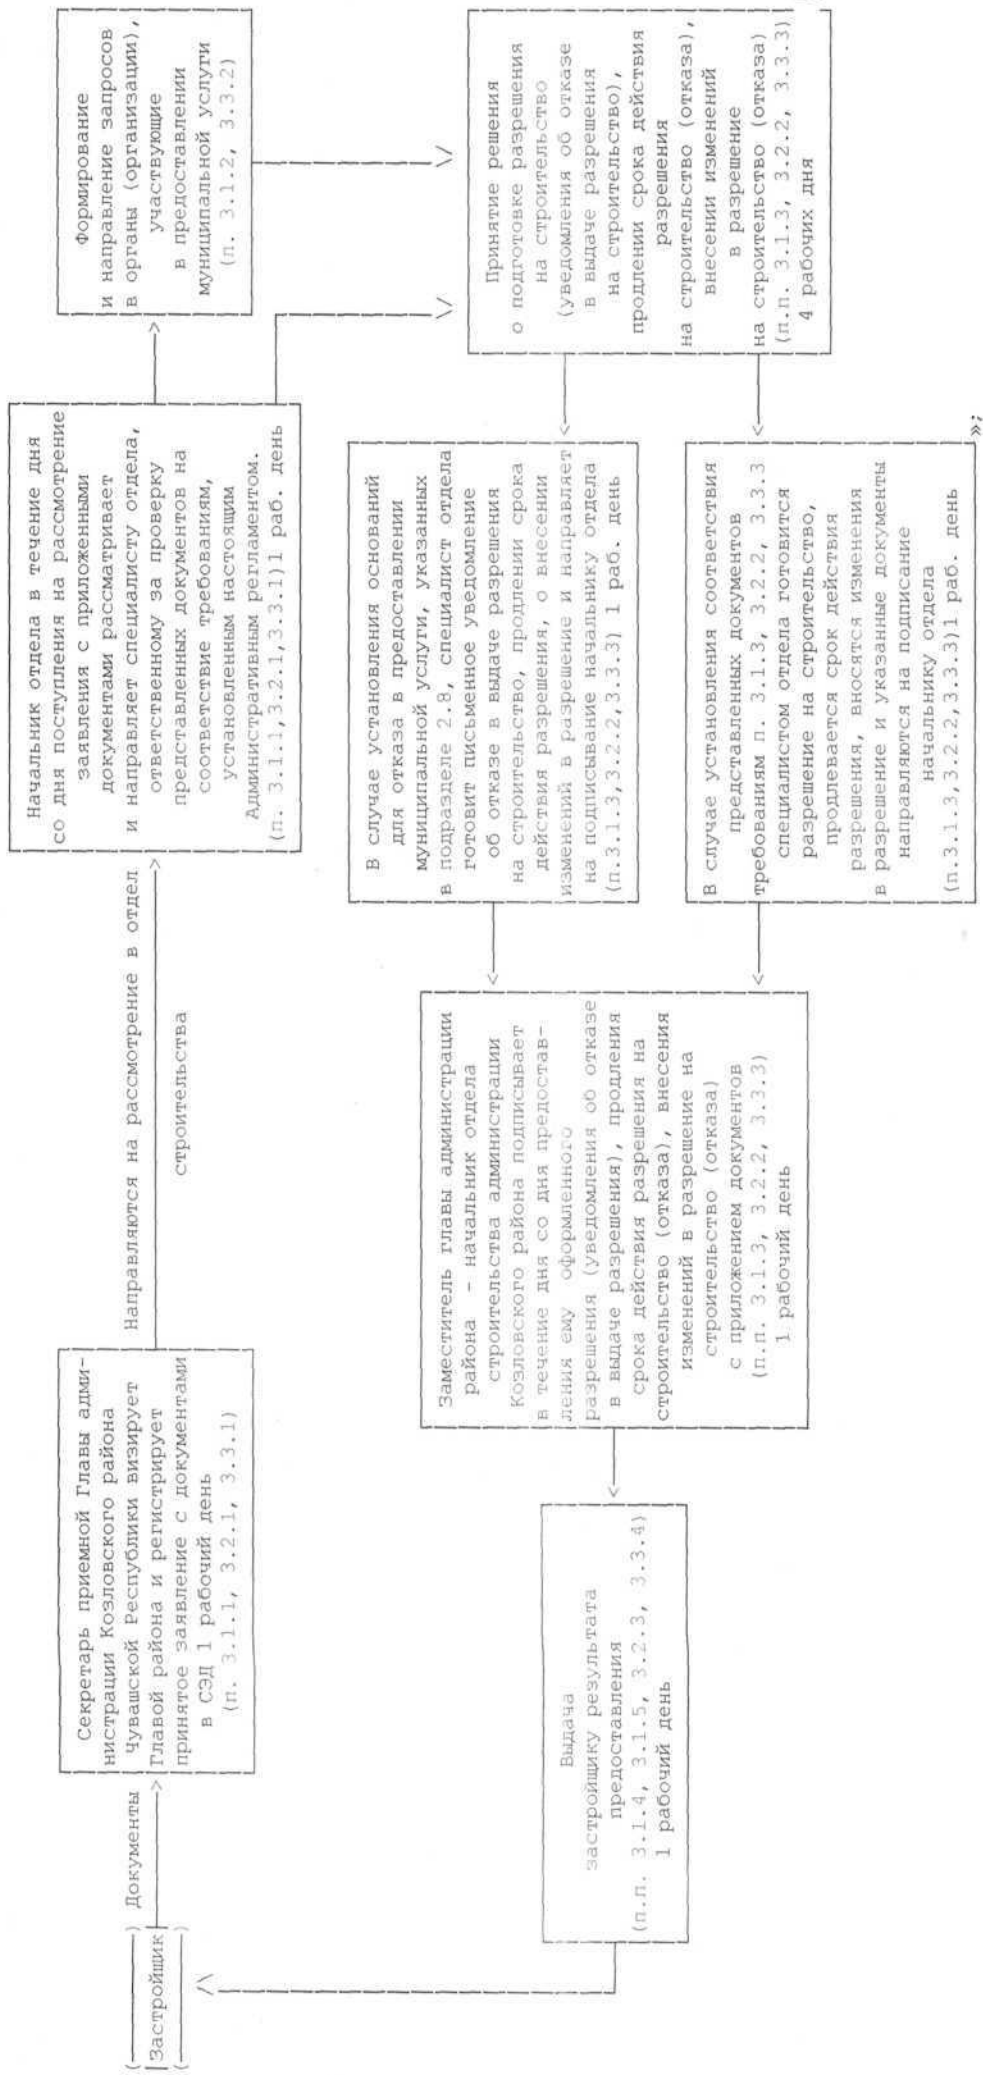 Документы
Застройщик
Секретарь приемной Главы адми-
нистрации Козловского района
Чувашской Республики визирует
Главой района и регистрирует
принятое заявление с документами
в СЭД 1 рабочий день
(п. 3.1.1, 3.2.1, 3.3.1)
Направляются на рассмотрение в отдел
строительства
Начальник отдела в течение дня
со дня поступления на рассмотрение
заявления с приложенными
документами рассматривает
и направляет специалисту отдела,
ответственному за проверку
представленных документов на
соответствие требованиям,
установленным настоящим
Административным регламентом.
(п. 3.1.1,3.2.1,3.3.1)1 раб. день
Формирование
и направление запросов
в органы (организации),
участвующие
в предоставлении
муниципальной услуги
(п. 3.1.2, 3.3.2)
Принятие решения
о подготовке разрешения
на строительство
(уведомления об отказе
в выдаче разрешения
на строительство),
продлении срока действия
разрешения
на строительство (отказа),
внесении изменений
в разрешение
на строительство (отказа)
(п.п. 3.1.3, 3.2.2, 3.3.3)
4 рабочих дня
В случае установления оснований
для отказа в предоставлении
муниципальной услуги, указанных
в подразделе 2.8, специалист отдела
готовит письменное уведомление
об отказе в выдаче разрешения
на строительство, продлении срока
действия разрешения, о внесении
изменений в разрешение и направляет
на подписывание начальнику отдела
(п.3.1.3,3.2.2,3.3.3) 1 раб. день
В случае установления соответствия
представленных документов
требованиям п. 3.1.3, 3.2.2, 3.3.3
специалистом отдела готовится
разрешение на строительство,
продлевается срок действия
разрешения, вносятся изменения
в разрешение и указанные документы
направляются на подписание
начальнику отдела
(п.3.1.3,3.2.2,3.3.3)1 раб. день
»;
Заместитель главы администрации
района - начальник отдела
строительства администрации
Козловского района подписывает
в течение дня со дня предостав-
ления ему оформленного
разрешения (уведомления об отказе
в выдаче разрешения), продления
срока действия разрешения на
строительство (отказа), внесения
изменений в разрешение на
строительство (отказа)
с приложением документов
(п.п. 3.1.3, 3.2.2, 3.3.3)
1 рабочий день
Выдача
застройщику результата
предоставления
(п.п. 3.1.4, 3.1.5, 3.2.3, 3.3.4)
1 рабочий день